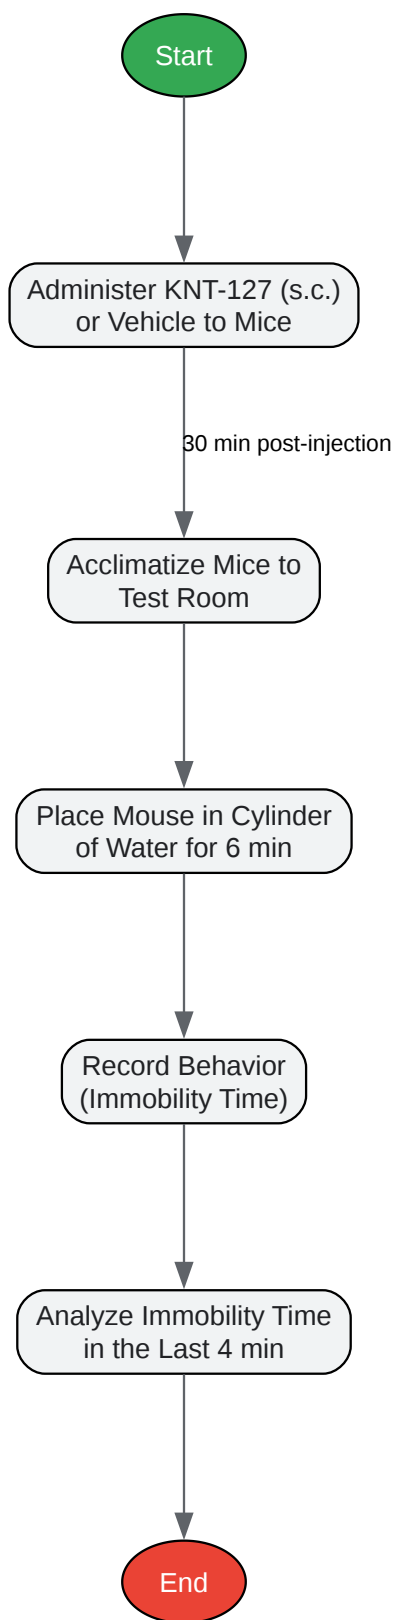 Start
Administer KNT-127 (s.c.)
or Vehicle to Mice
30 min post-injection
Acclimatize Mice to
Test Room
Place Mouse in Cylinder
of Water for 6 min
Record Behavior
(Immobility Time)
Analyze Immobility Time
in the Last 4 min
End